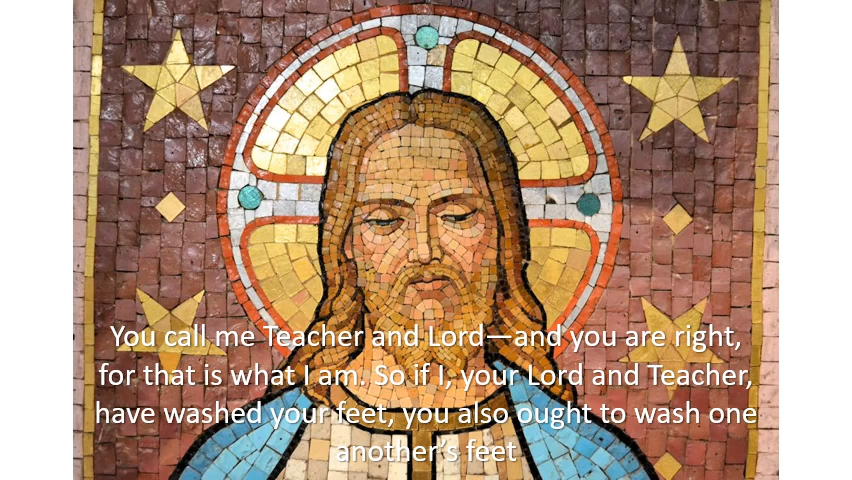 You call me Teacher and Lord—and you are right,
for that is what I am. So if I, your Lord and Teacher,
have washed your feet, you also ought to wash one
another's feet